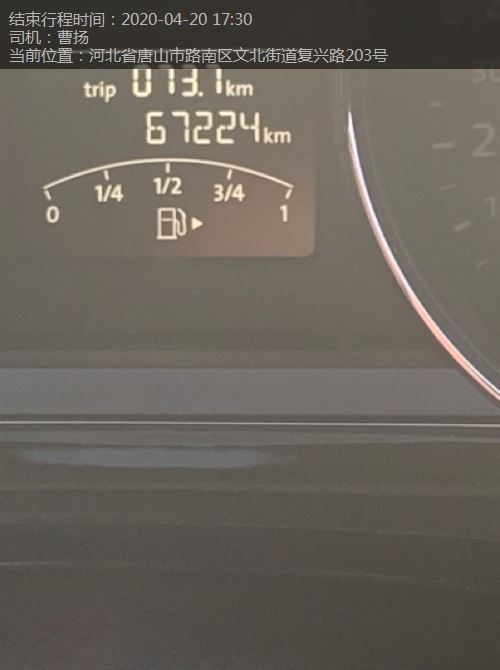 结束行程时间：2020-04-20 17:30
司机：曹扬
当前位置：河北省唐山市路南区文北街道复兴路203号
trip 073.1km
67224km
0 1/4 1/2 3/4 1